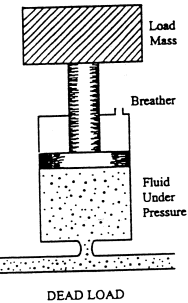 Load
Mass
Breather
Fluid
Under
Pressure
DEAD LOAD